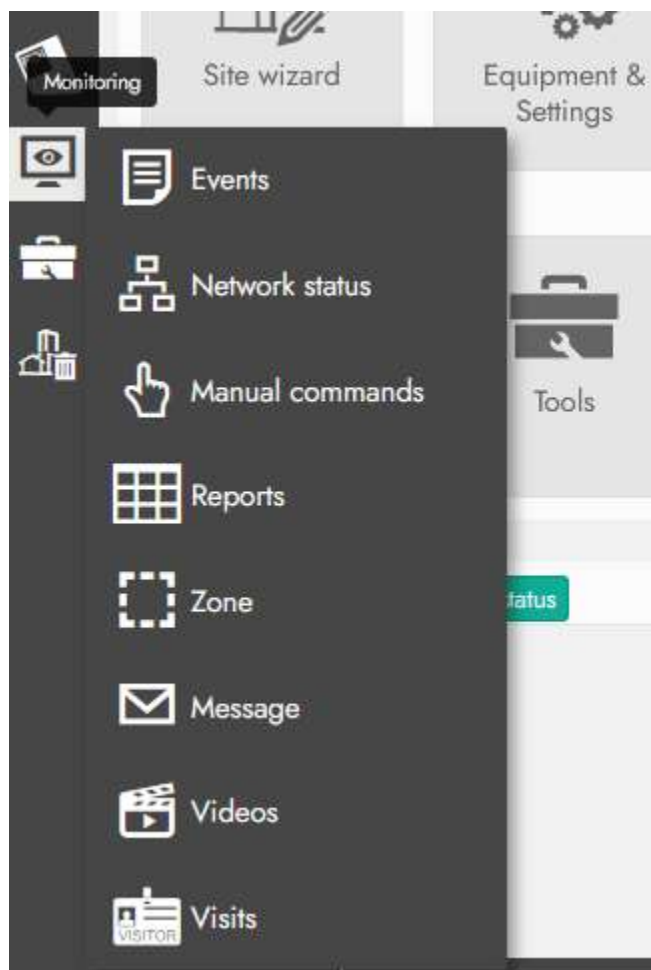 Monitoring
Site wizard
Equipment &
Settings
Events
Network status
Manual commands
Tools
Reports
Zone
tatus
Message
Videos
VISITOR
Visits